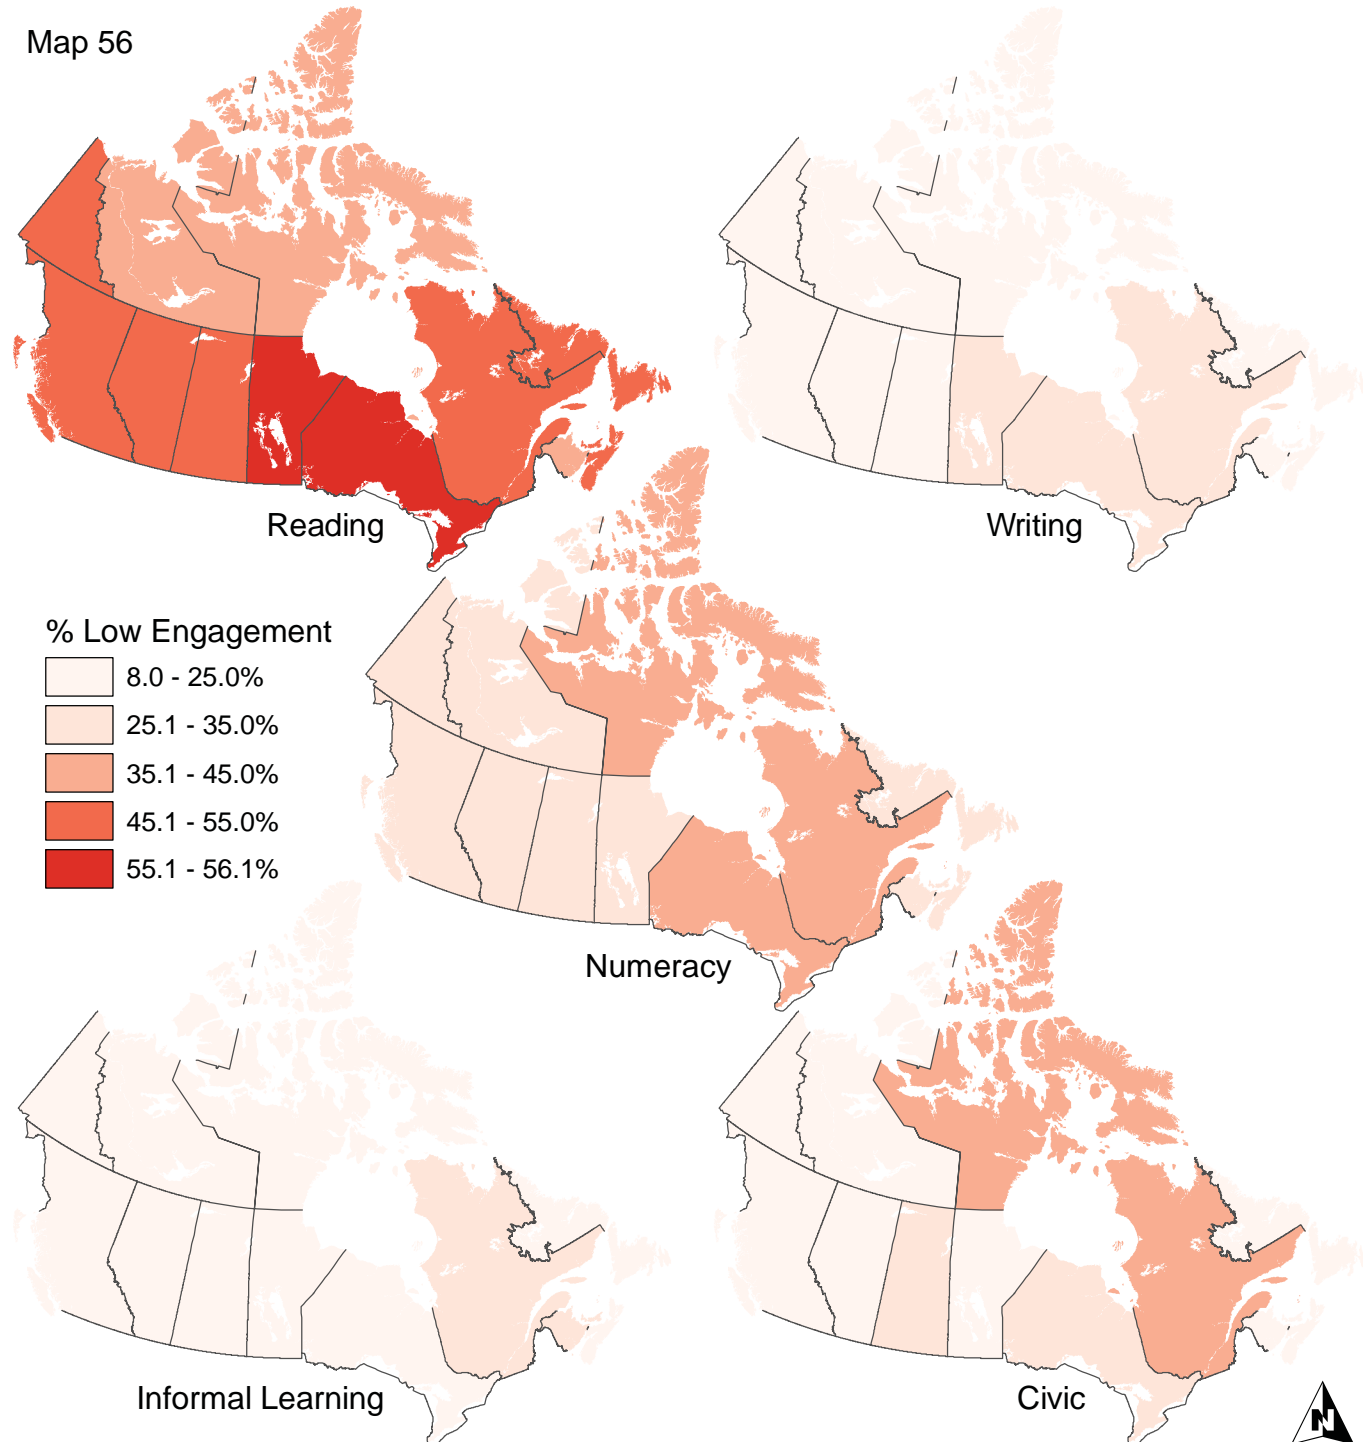 Map 56
Reading
Writing
% Low Engagement
8.0 - 25.0%
25.1 - 35.0%
35.1 - 45.0%
45.1 - 55.0%
55.1 - 56.1%
Numeracy
Informal Learning
Civic
N